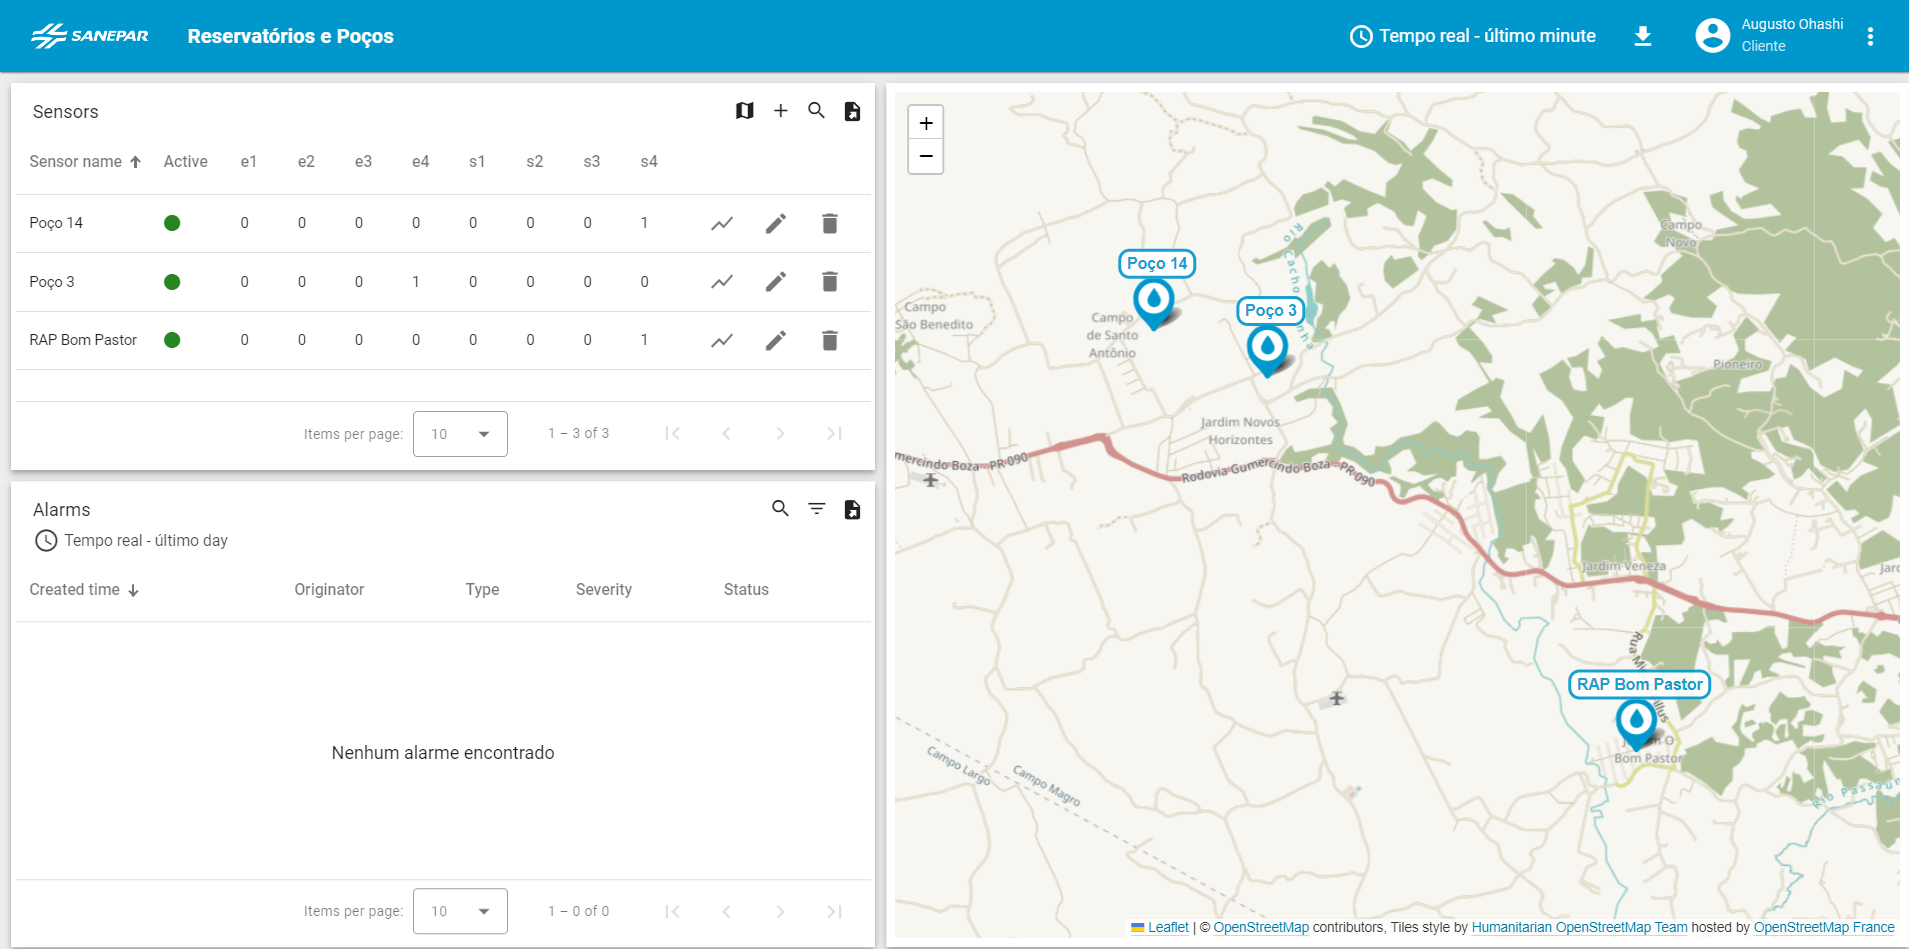 SANEPAR
Reservatórios e Poços
Tempo real - último minute
Augusto Ohashi
Cliente
Sensors
Sensor name Active e1 e2 e3 e4 s1 s2 s3 s4
Poço 14 0 0 0 0 0 0 0 1
Poço 3 0 0 0 1 0 0 0 0
RAP Bom Pastor 0 0 0 0 0 0 0 1
Items per page: 10 1 – 3 of 3
Alarms
Tempo real - último day
Created time Originator Type Severity Status
Nenhum alarme encontrado
Items per page: 10 1 – 0 of 0
+
−
Campo
Novo
Rio Cachoeirinha
Poço 14
Poço 3
Campo
São Benedito
Campo
de Santo
Antônio
Pioneiro
Jardim Novos
Horizontes
mercindo Boza - PR 090
Rodovia Gumercindo Boza - PR 090
Jardim Veneza
Jarc
Rua Mi
llus
RAP Bom Pastor
m O
Bom Pastor
Campo Largo
Campo Magro
Rio Passaun
Leaflet | © OpenStreetMap contributors, Tiles style by Humanitarian OpenStreetMap Team hosted by OpenStreetMap France